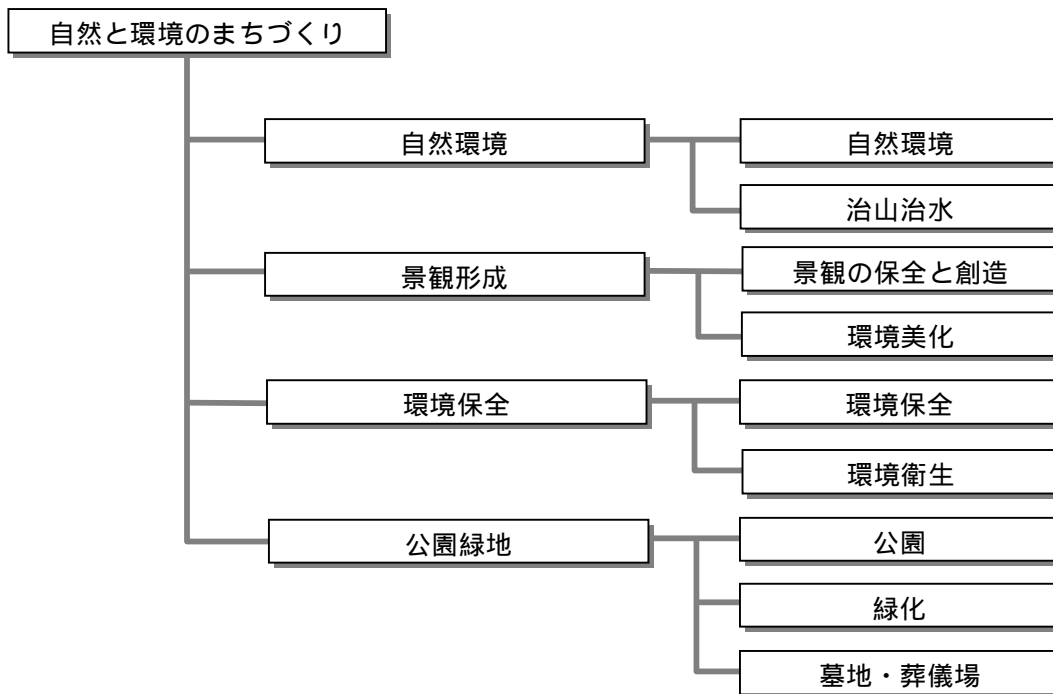 自然と環境のまちづくり
自然環境
自然環境
治山治水
景観形成
景観の保全と創造
環境美化
環境保全
環境保全
環境衛生
公園緑地
公園
緑化
墓地・葬儀場